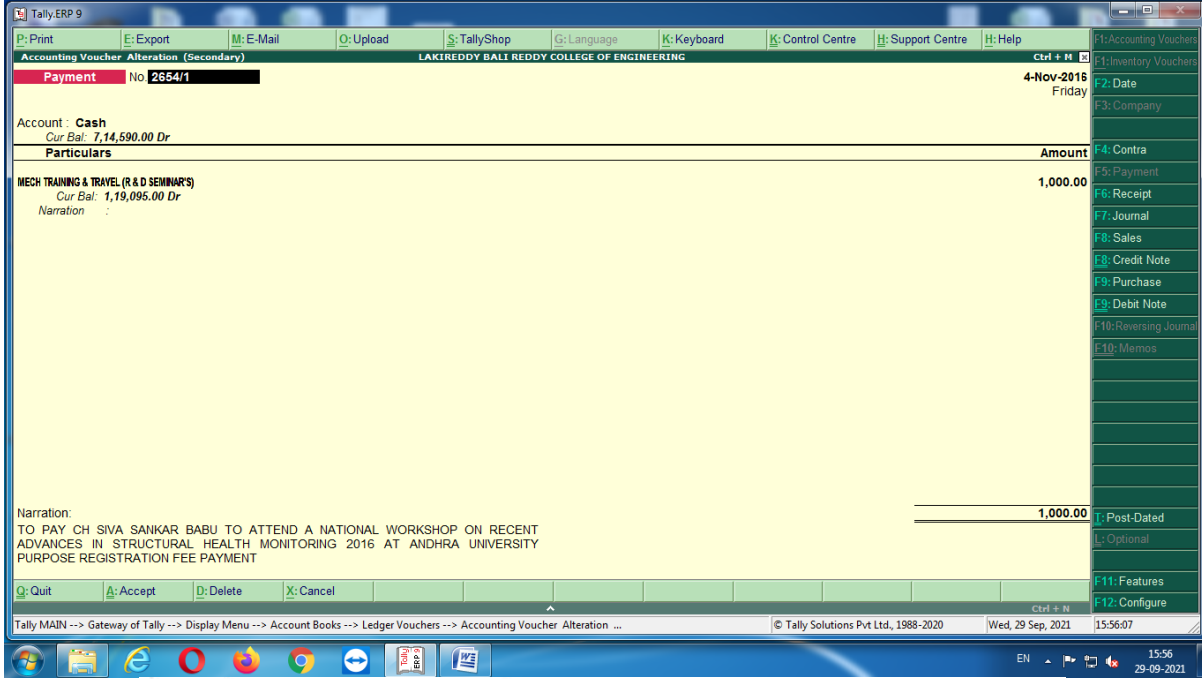 Tally.ERP 9
P: Print E: Export M: E-Mail O: Upload S: TallyShop G: Language K: Keyboard K: Control Centre H: Support Centre H: Help
Accounting Voucher Alteration (Secondary) LAKIREDDY BALI REDDY COLLEGE OF ENGINEERING Ctrl + M
Payment No. 2654/1 4-Nov-2016
Friday
Account : Cash
Cur Bal: 7,14,590.00 Dr
Particulars Amount
MECH TRAINING & TRAVEL (R & D SEMINAR'S) 1,000.00
Cur Bal: 1,19,095.00 Dr
Narration :
Narration: 1,000.00
TO PAY CH SIVA SANKAR BABU TO ATTEND A NATIONAL WORKSHOP ON RECENT
ADVANCES IN STRUCTURAL HEALTH MONITORING 2016 AT ANDHRA UNIVERSITY
PURPOSE REGISTRATION FEE PAYMENT
F1: Accounting Vouchers
F1: Inventory Vouchers
F2: Date
F3: Company
F4: Contra
F5: Payment
F6: Receipt
F7: Journal
F8: Sales
F8: Credit Note
F9: Purchase
F9: Debit Note
F10: Reversing Journal
F10: Memos
T: Post-Dated
L: Optional
F11: Features
F12: Configure
Q: Quit A: Accept D: Delete X: Cancel
Ctrl + N
Tally MAIN --> Gateway of Tally --> Display Menu --> Account Books --> Ledger Vouchers --> Accounting Voucher Alteration ... © Tally Solutions Pvt Ltd., 1988-2020 Wed, 29 Sep, 2021 15:56:07
Tally ERP 9
W
EN 15:56
29-09-2021